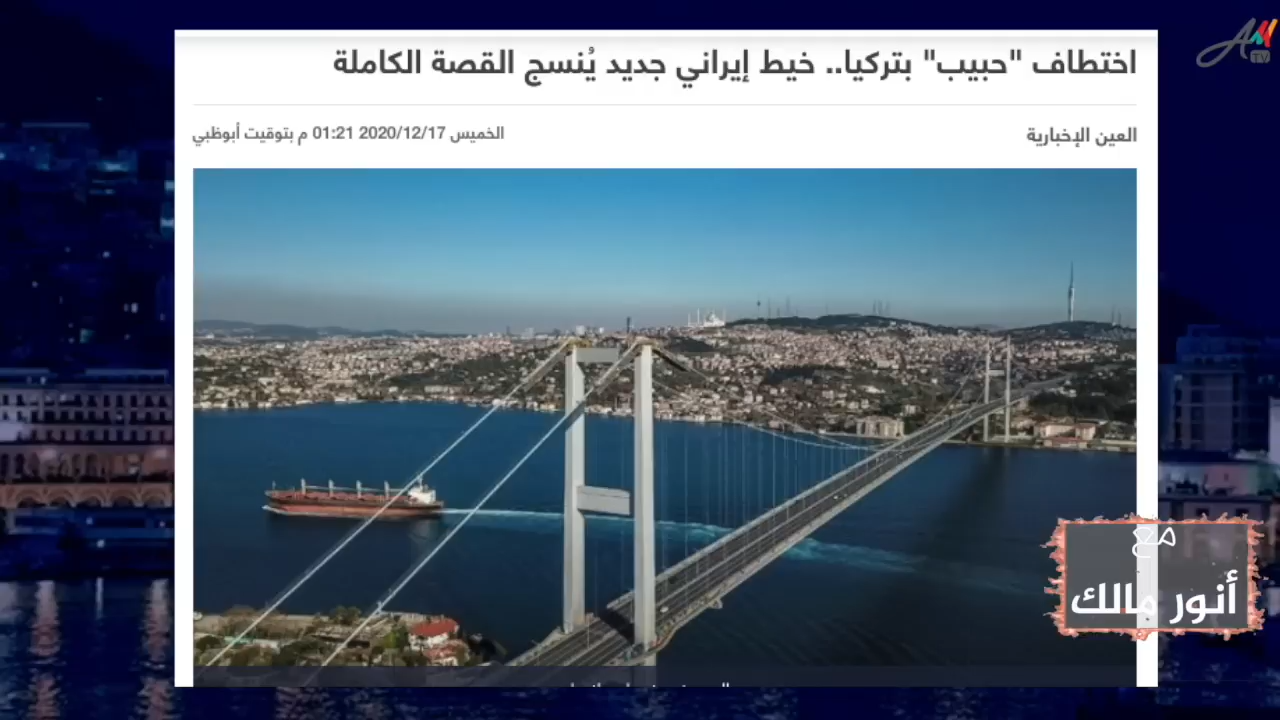 اختطاف "حبيب" بتركيا.. خيط إيراني جديد يُنسج القصة الكاملة
العين الإخبارية
الخميس 2020/12/17 01:21 م بتوقيت أبوظبي
مع
أنور مالك
TV